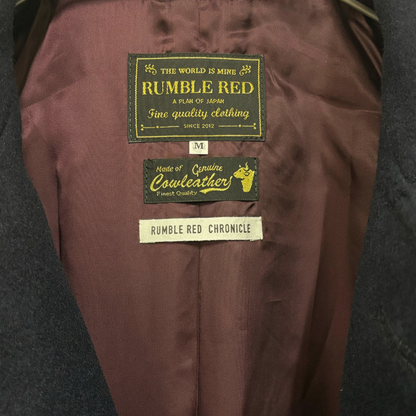 THE WORLD IS MINE
RUMBLE RED
A PLAN OF JAPAN
Fine quality clothing
SINCE 2012
M
Made of Genuine
Cowleather
Finest Quality
RUMBLE RED CHRONICLE